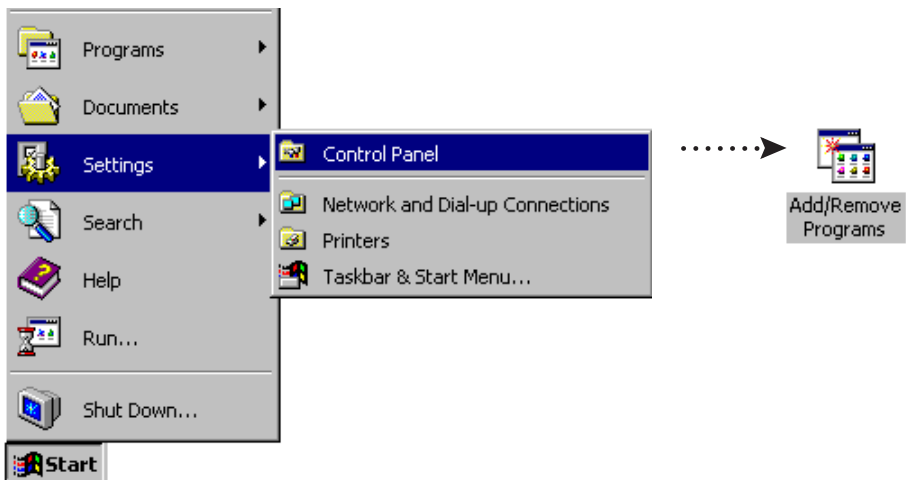 Programs
Documents
Settings
Search
Help
Run...
Shut Down...
Start
Control Panel
Network and Dial-up Connections
Printers
Taskbar & Start Menu...
Add/Remove
Programs